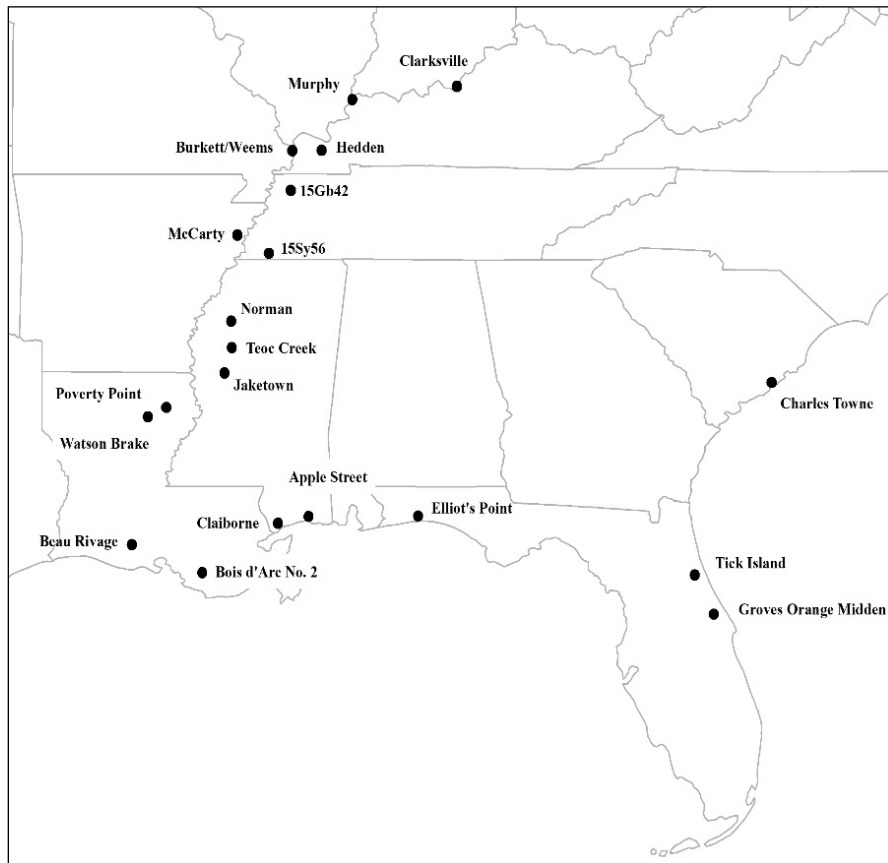 Clarksville
Murphy
Burkett/Weems
Hedden
15Gb42
McCarty
15Sy56
Norman
Teoc Creek
Jaketown
Charles Towne
Poverty Point
Watson Brake
Apple Street
Claiborne
Elliot's Point
Beau Rivage
Bois d'Arc No. 2
Tick Island
Groves Orange Midden